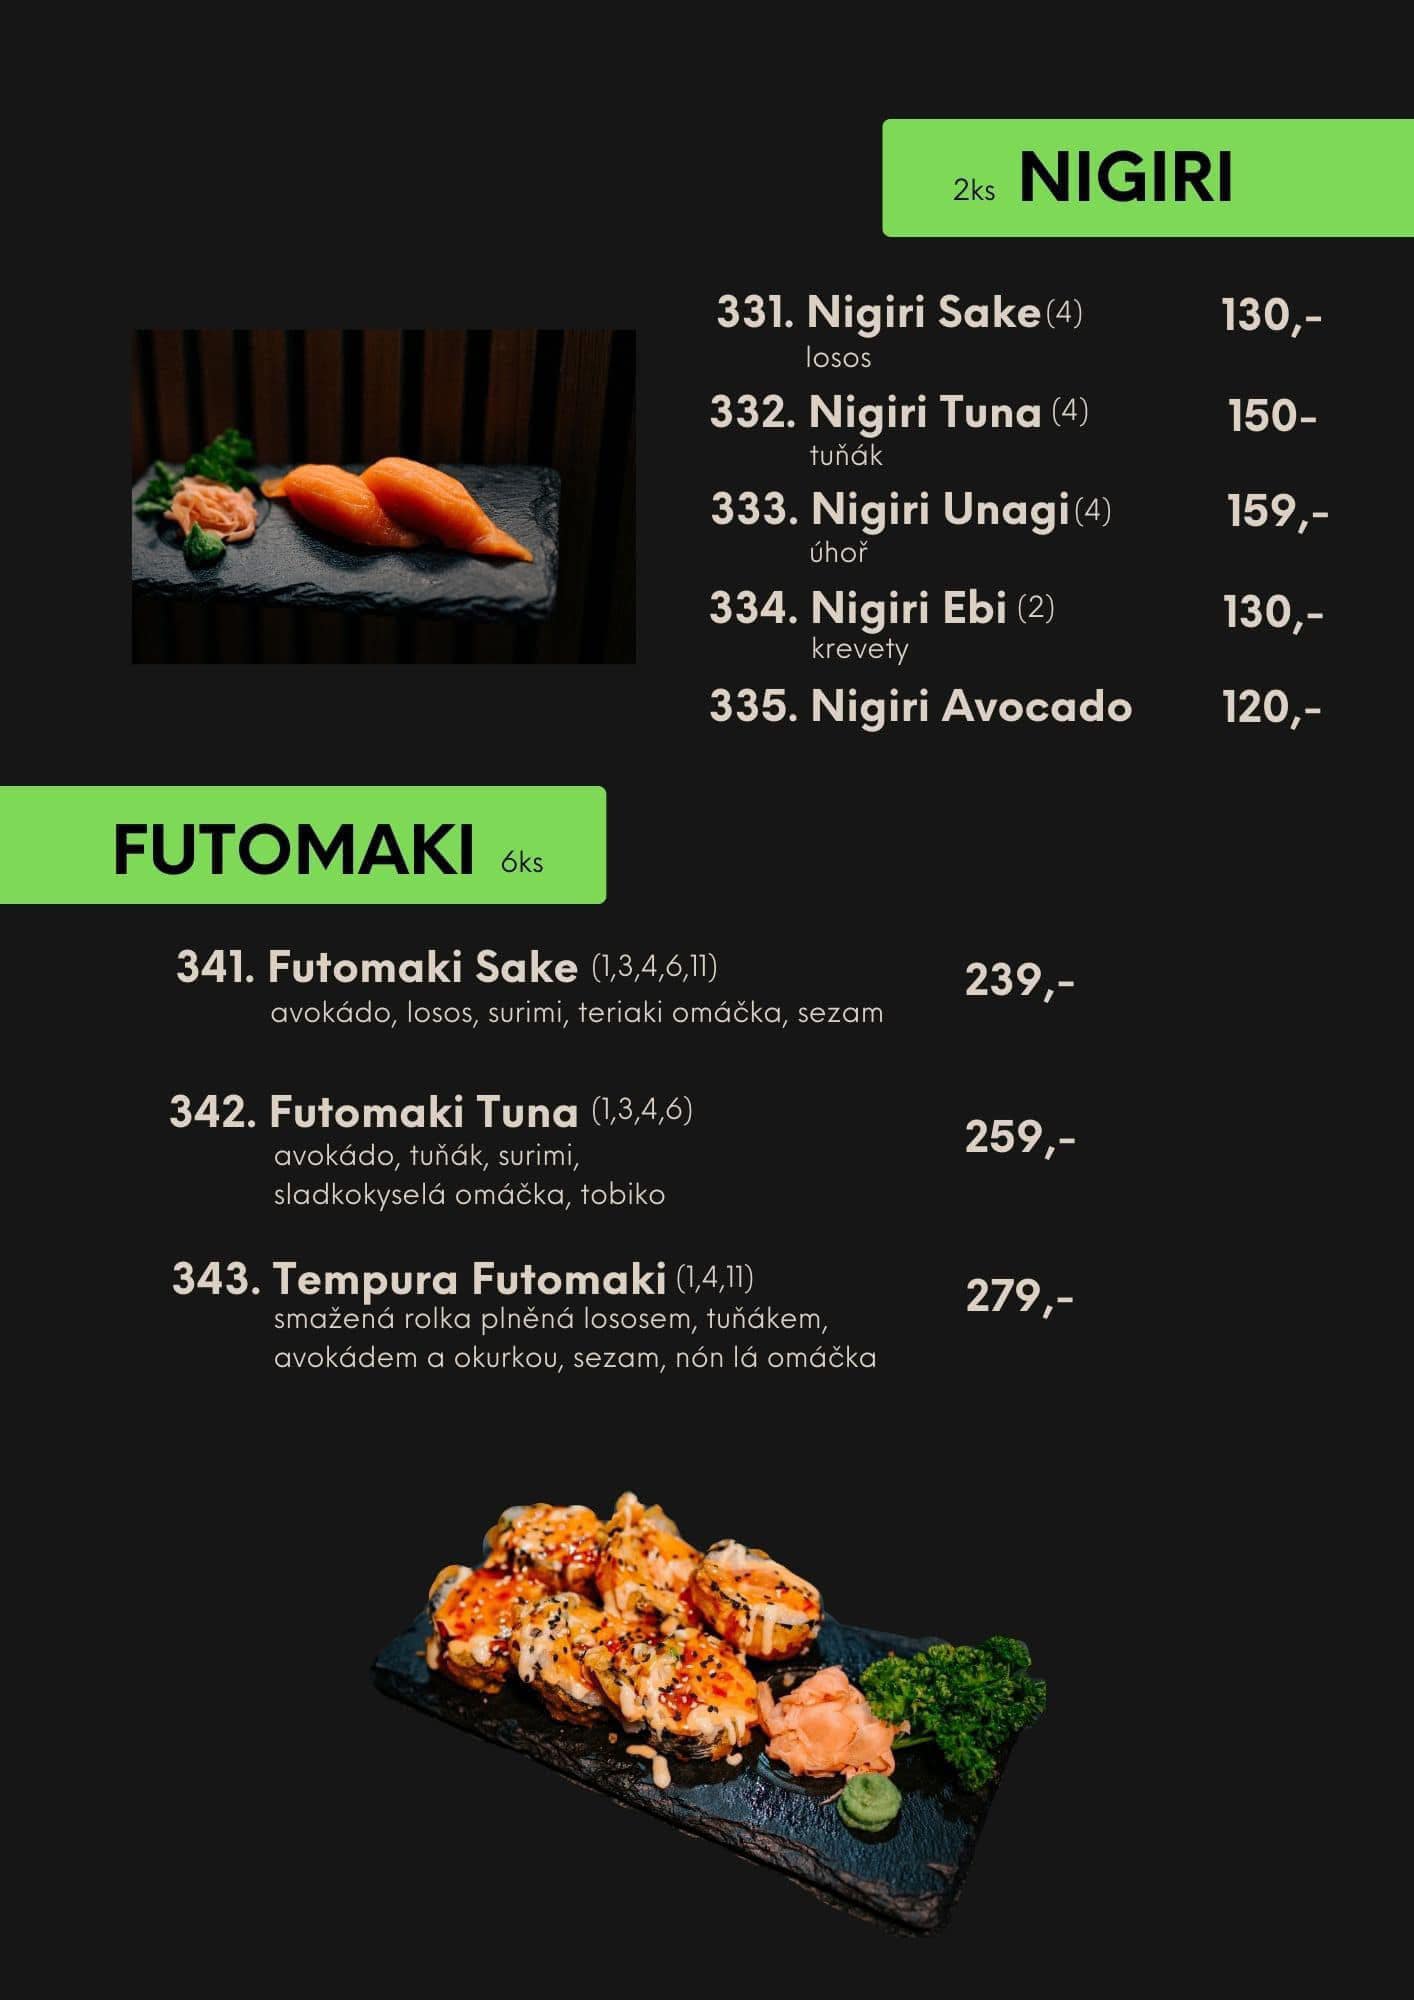 2ks NIGIRI
331. Nigiri Sake (4) 130,-
losos
332. Nigiri Tuna (4) 150-
tuňák
333. Nigiri Unagi (4) 159,-
úhoř
334. Nigiri Ebi (2) 130,-
krevety
335. Nigiri Avocado 120,-
FUTOMAKI 6ks
341. Futomaki Sake (1,3,4,6,11) 239,-
avokádo, losos, surimi, teriaki omáčka, sezam
342. Futomaki Tuna (1,3,4,6) 259,-
avokádo, tuňák, surimi,
sladkokyselá omáčka, tobiko
343. Tempura Futomaki (1,4,11) 279,-
smažená rolka plněná lososem, tuňákem,
avokádem a okurkou, sezam, nón lá omáčka